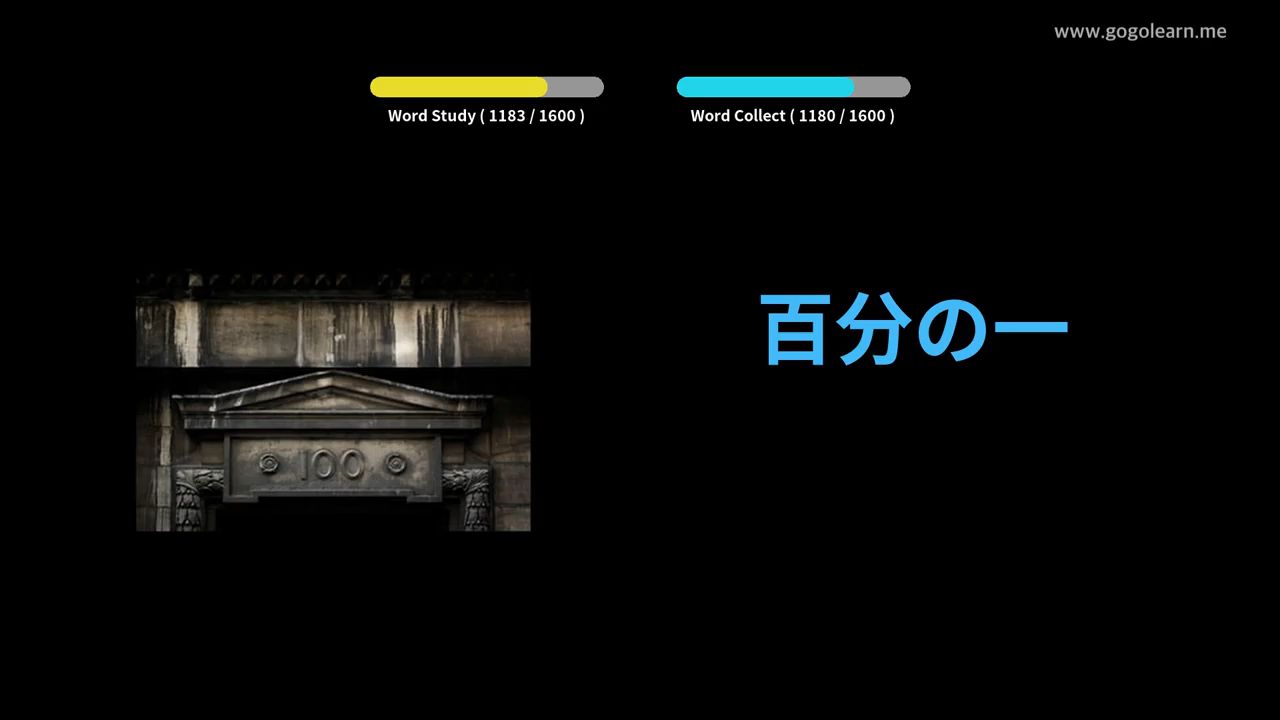 www.gogolearn.me
Word Study ( 1183 / 1600 )
Word Collect ( 1180 / 1600 )
百分の一
100